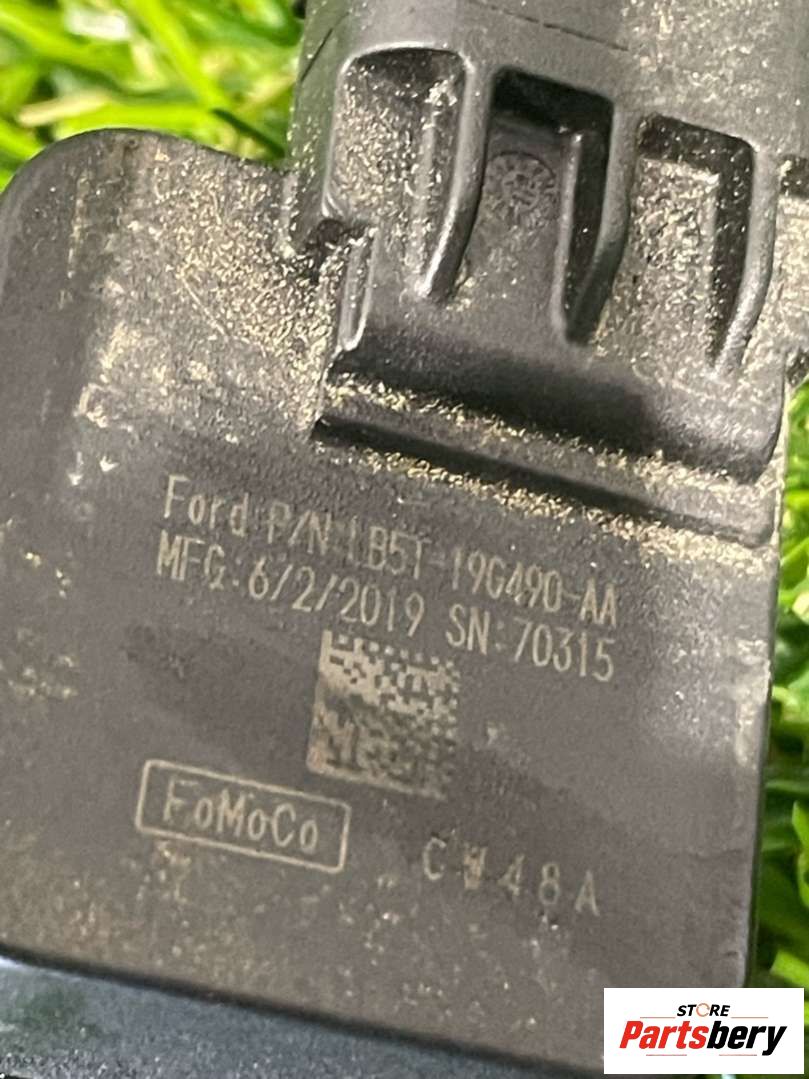 Ford P/N:LB5T-19G490-AA
MFG:6/2/2019 SN:70315
FoMoCo
CW48A
STORE
Partsbery